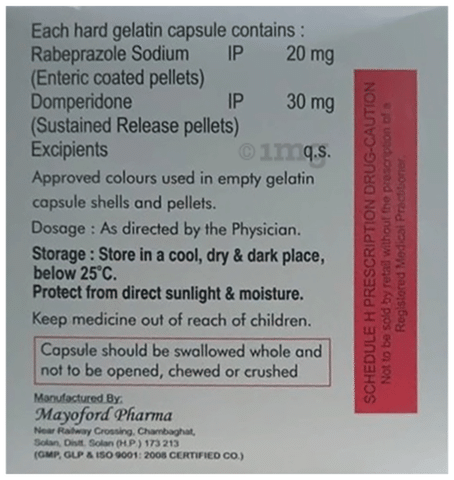 Each hard gelatin capsule contains :
Rabeprazole Sodium IP 20 mg
(Enteric coated pellets)
Domperidone IP 30 mg
(Sustained Release pellets)
Excipients q.s.
© 1mg
Approved colours used in empty gelatin
capsule shells and pellets.
Dosage : As directed by the Physician.
Storage : Store in a cool, dry & dark place,
below 25°C.
Protect from direct sunlight & moisture.
Keep medicine out of reach of children.
Capsule should be swallowed whole and
not to be opened, chewed or crushed
Manufactured By:
Mayoford Pharma
Near Railway Crossing, Chambaghat,
Solan, Distt. Solan (H.P.) 173 213
(GMP, GLP & ISO 9001: 2008 CERTIFIED CO.)
SCHEDULE H PRESCRIPTION DRUG-CAUTION
Not to be sold by retail without the prescription of a
Registered Medical Practitioner.